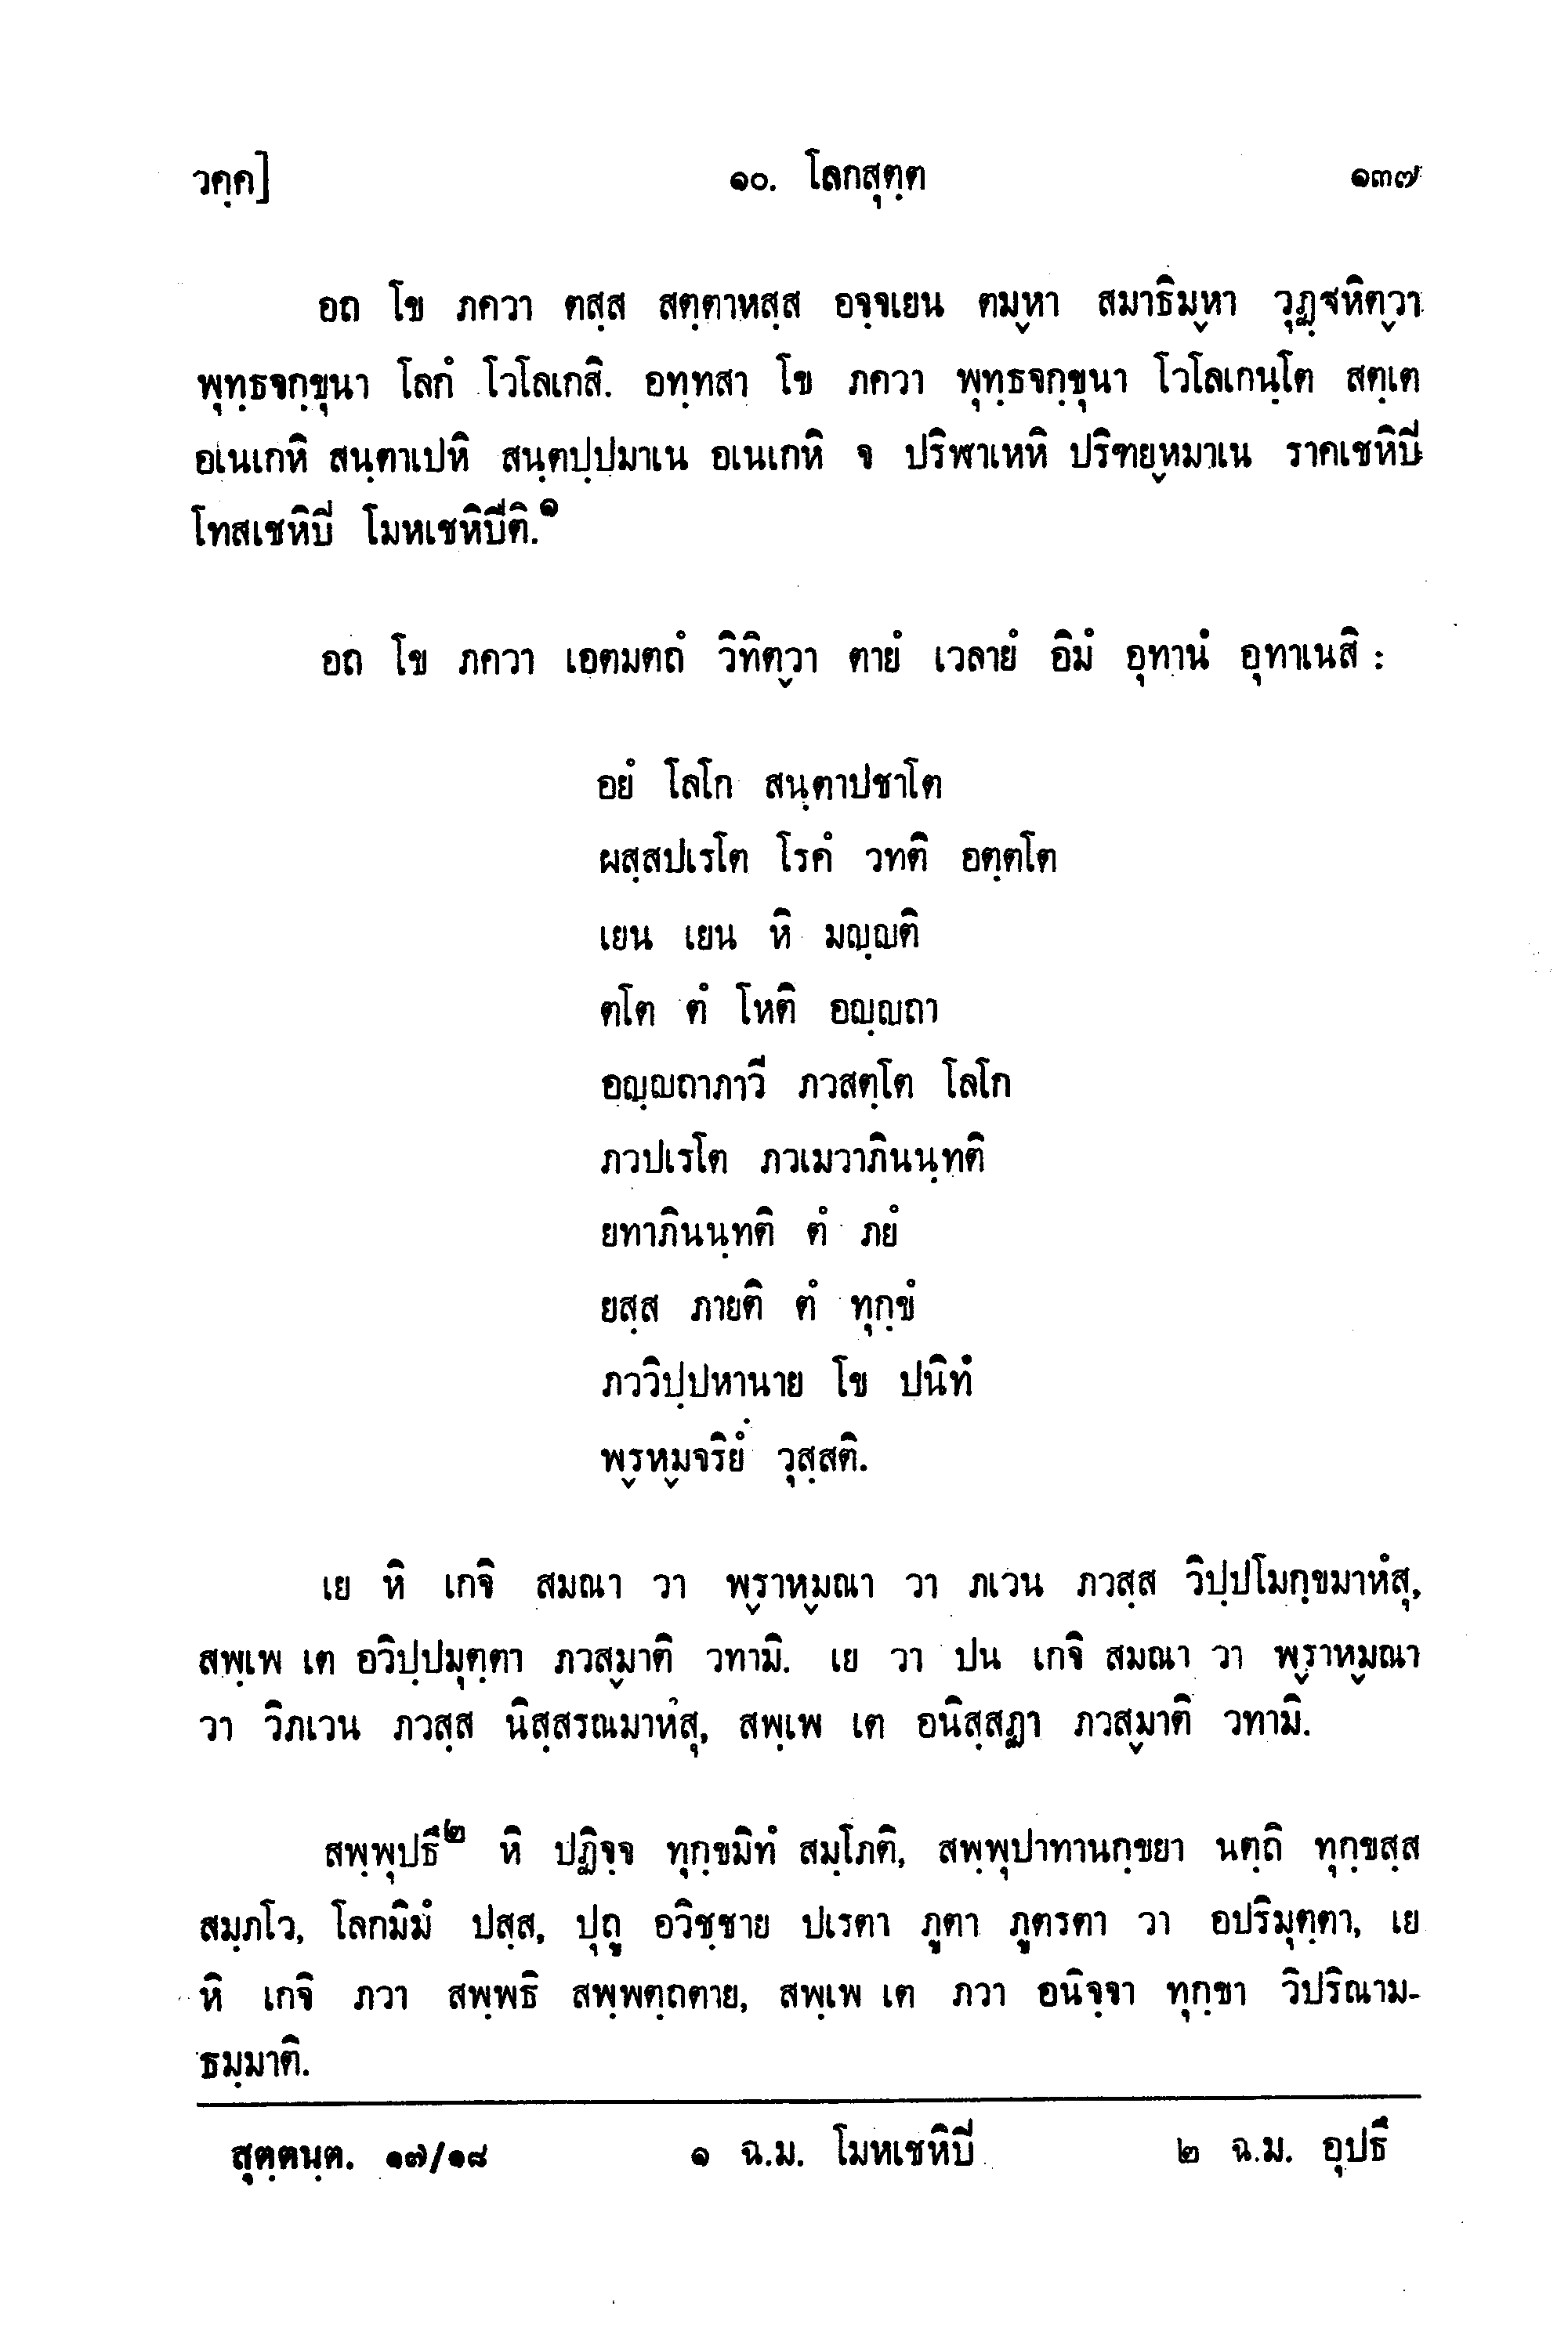 วคฺค] ๑๐. โลกสุตฺต ๑๓๗
อถ โข ภควา ตสฺส สตฺตาหสฺส อจฺจเยน ตม๎หา สมาธิม๎หา วุฏฺฐหิต๎วา
พุทฺธจกฺขุนา โลกํ โวโลเกสิ. อทฺทสา โข ภควา พุทฺธจกฺขุนา โวโลเกนฺโต สตฺเต
อเนเกหิ สนฺตาเปหิ สนฺตปฺปมาเน อเนเกหิ จ ปริฬาเหหิ ปริฑย๎หมาเน ราคเชหิบี
โทสเชหิบี โมหเชหิบีติ.๑
อถ โข ภควา เอตมตถํ วิทิต๎วา ตายํ เวลายํ อิมํ อุทานํ อุทาเนสิ :
อยํ โลโก สนฺตาปชาโต
ผสฺสปเรโต โรคํ วทติ อตฺตโต
เยน เยน หิ มญฺญติ
ตโต ตํ โหติ อญฺญถา
อญฺญถาภาวี ภวสตฺโต โลโก
ภวปเรโต ภวเมวาภินนฺทติ
ยทาภินนฺทติ ตํ ภยํ
ยสฺส ภายติ ตํ ทุกฺขํ
ภววิปฺปหานาย โข ปนิทํ
พ๎รห๎มจริยํ วุสฺสติ.
เย หิ เกจิ สมณา วา พ๎ราห๎มณา วา ภเวน ภวสฺส วิปฺปโมกฺขมาหํสุ,
สพฺเพ เต อวิปฺปมุตฺตา ภวส๎มาติ วทามิ. เย วา ปน เกจิ สมณา วา พ๎ราห๎มณา
วา วิภเวน ภวสฺส นิสฺสรณมาหํสุ, สพฺเพ เต อนิสฺสฏา ภวส๎มาติ วทามิ.
สพฺพุปธึ๒ หิ ปฏิจฺจ ทุกฺขมิทํ สมฺโภติ, สพฺพุปาทานกฺขยา นตฺถิ ทุกฺขสฺส
สมฺภโว, โลกมิมํ ปสฺส, ปุถู อวิชฺชาย ปเรตา ภูตา ภูตรตา วา อปริมุตฺตา, เย
หิ เกจิ ภวา สพฺพธิ สพฺพตฺถตาย, สพฺเพ เต ภวา อนิจฺจา ทุกฺขา วิปริณาม-
ธมฺมาติ.
สุตฺตนฺต. ๑๗/๑๘ ๑ ฉ.ม. โมหเชหิบี ๒ ฉ.ม. อุปธึ